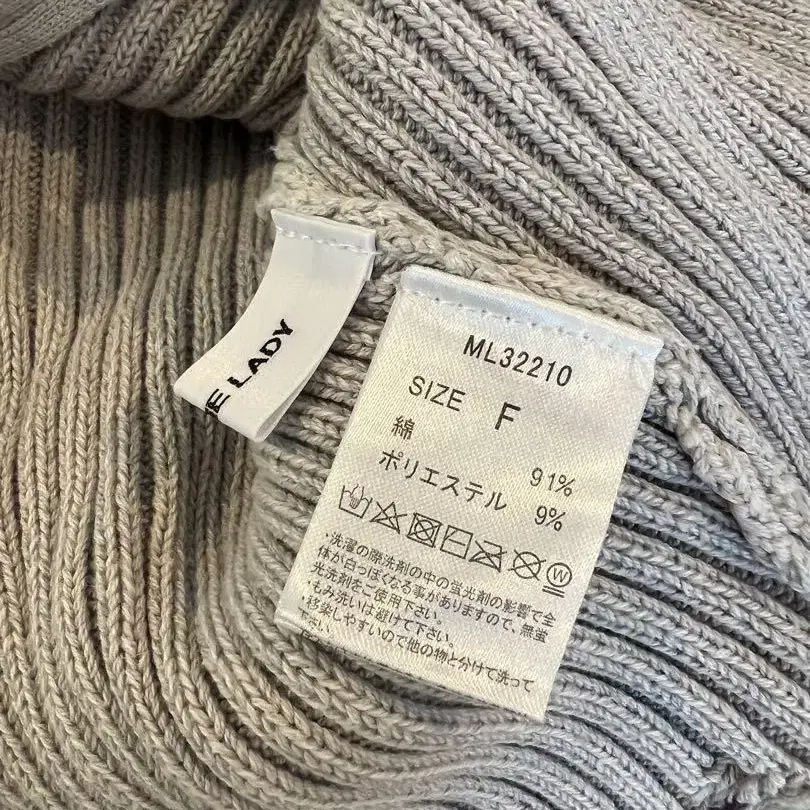 LADY
ML32210
SIZE F
綿 91%
ポリエステル 9%
W
・洗濯の際洗剤の中の蛍光剤の影響で全
体が白っぽくなる事がありますので、無蛍
光洗剤をご使用下さい。
・もみ洗いは避けて下さい。
・移染しやすいので他の物と分けて洗って
下さい。